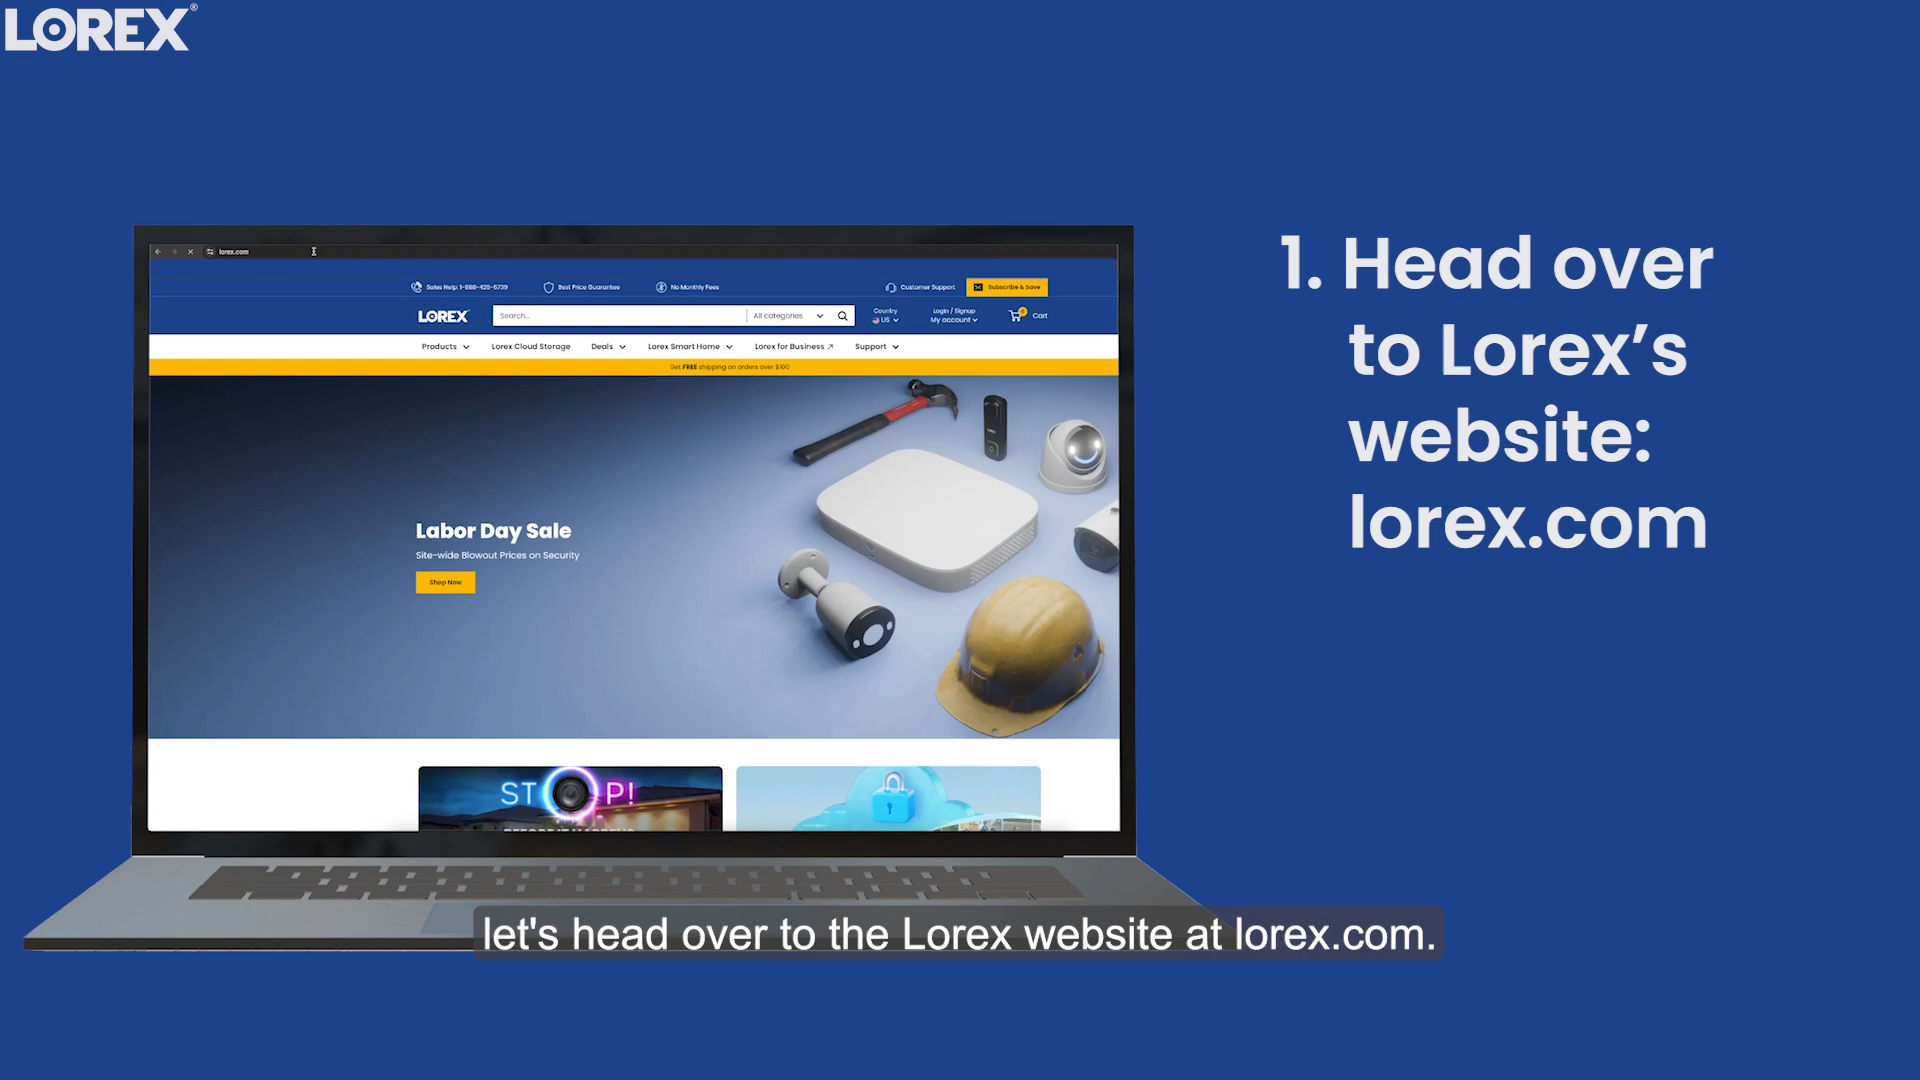 LOREX®
lorex.com
Sales Help: 1-888-425-6739
Best Price Guarantee
No Monthly Fees
Customer Support
Subscribe & Save
LOREX
Search...
All categories
Country
US
Login / Signup
My account
0
Cart
Products
Lorex Cloud Storage
Deals
Lorex Smart Home
Lorex for Business
Support
Get FREE shipping on orders over $100
Labor Day Sale
Site-wide Blowout Prices on Security
Shop Now
STOP!
1. Head over
to Lorex’s
website:
lorex.com
let's head over to the Lorex website at lorex.com.